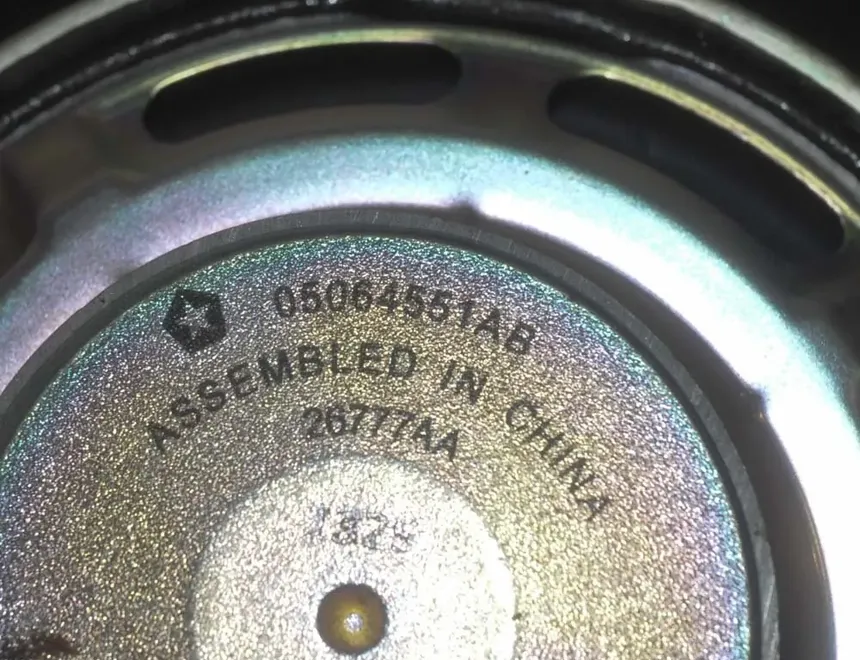 05064551AB
ASSEMBLED IN CHINA
26777AA